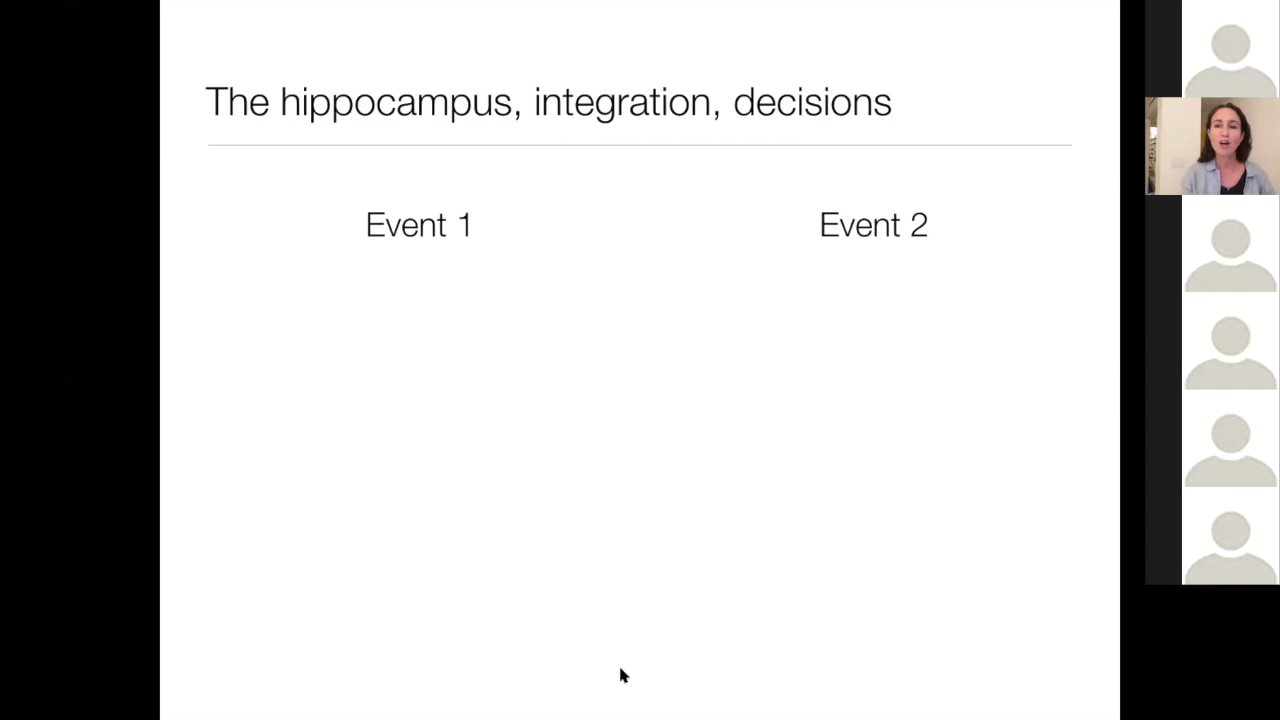 The hippocampus, integration, decisions
Event 1
Event 2